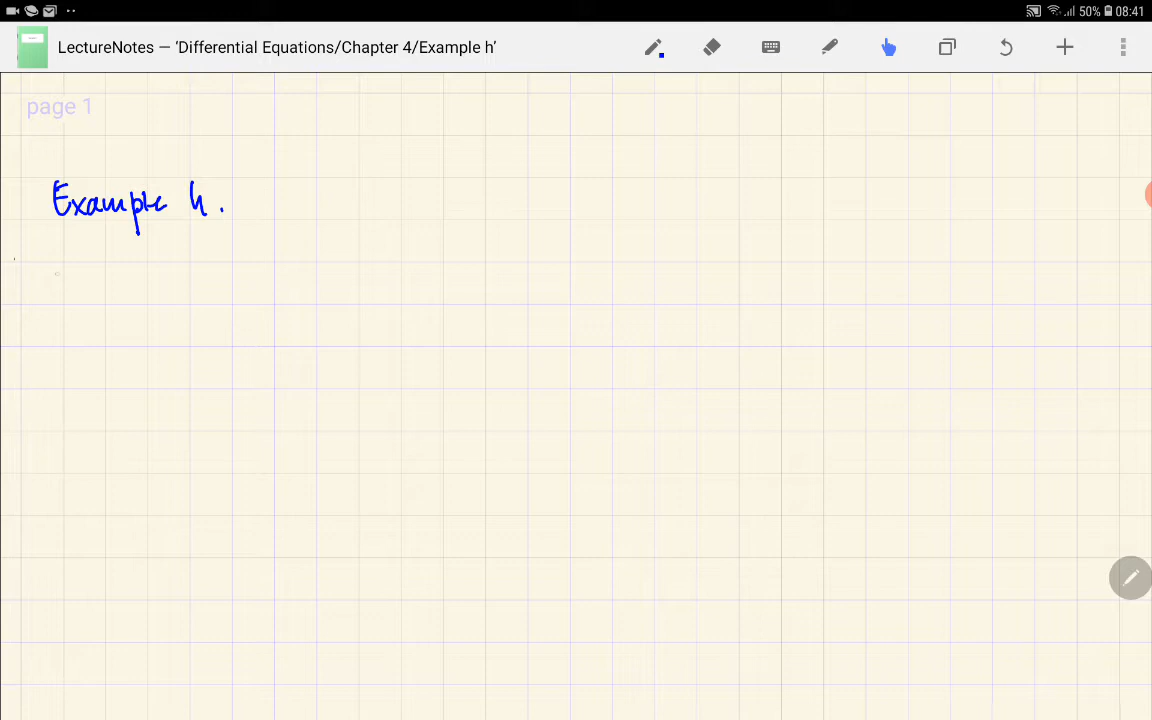 50% 08:41
LectureNotes — ‘Differential Equations/Chapter 4/Example h’
page 1
Example h.